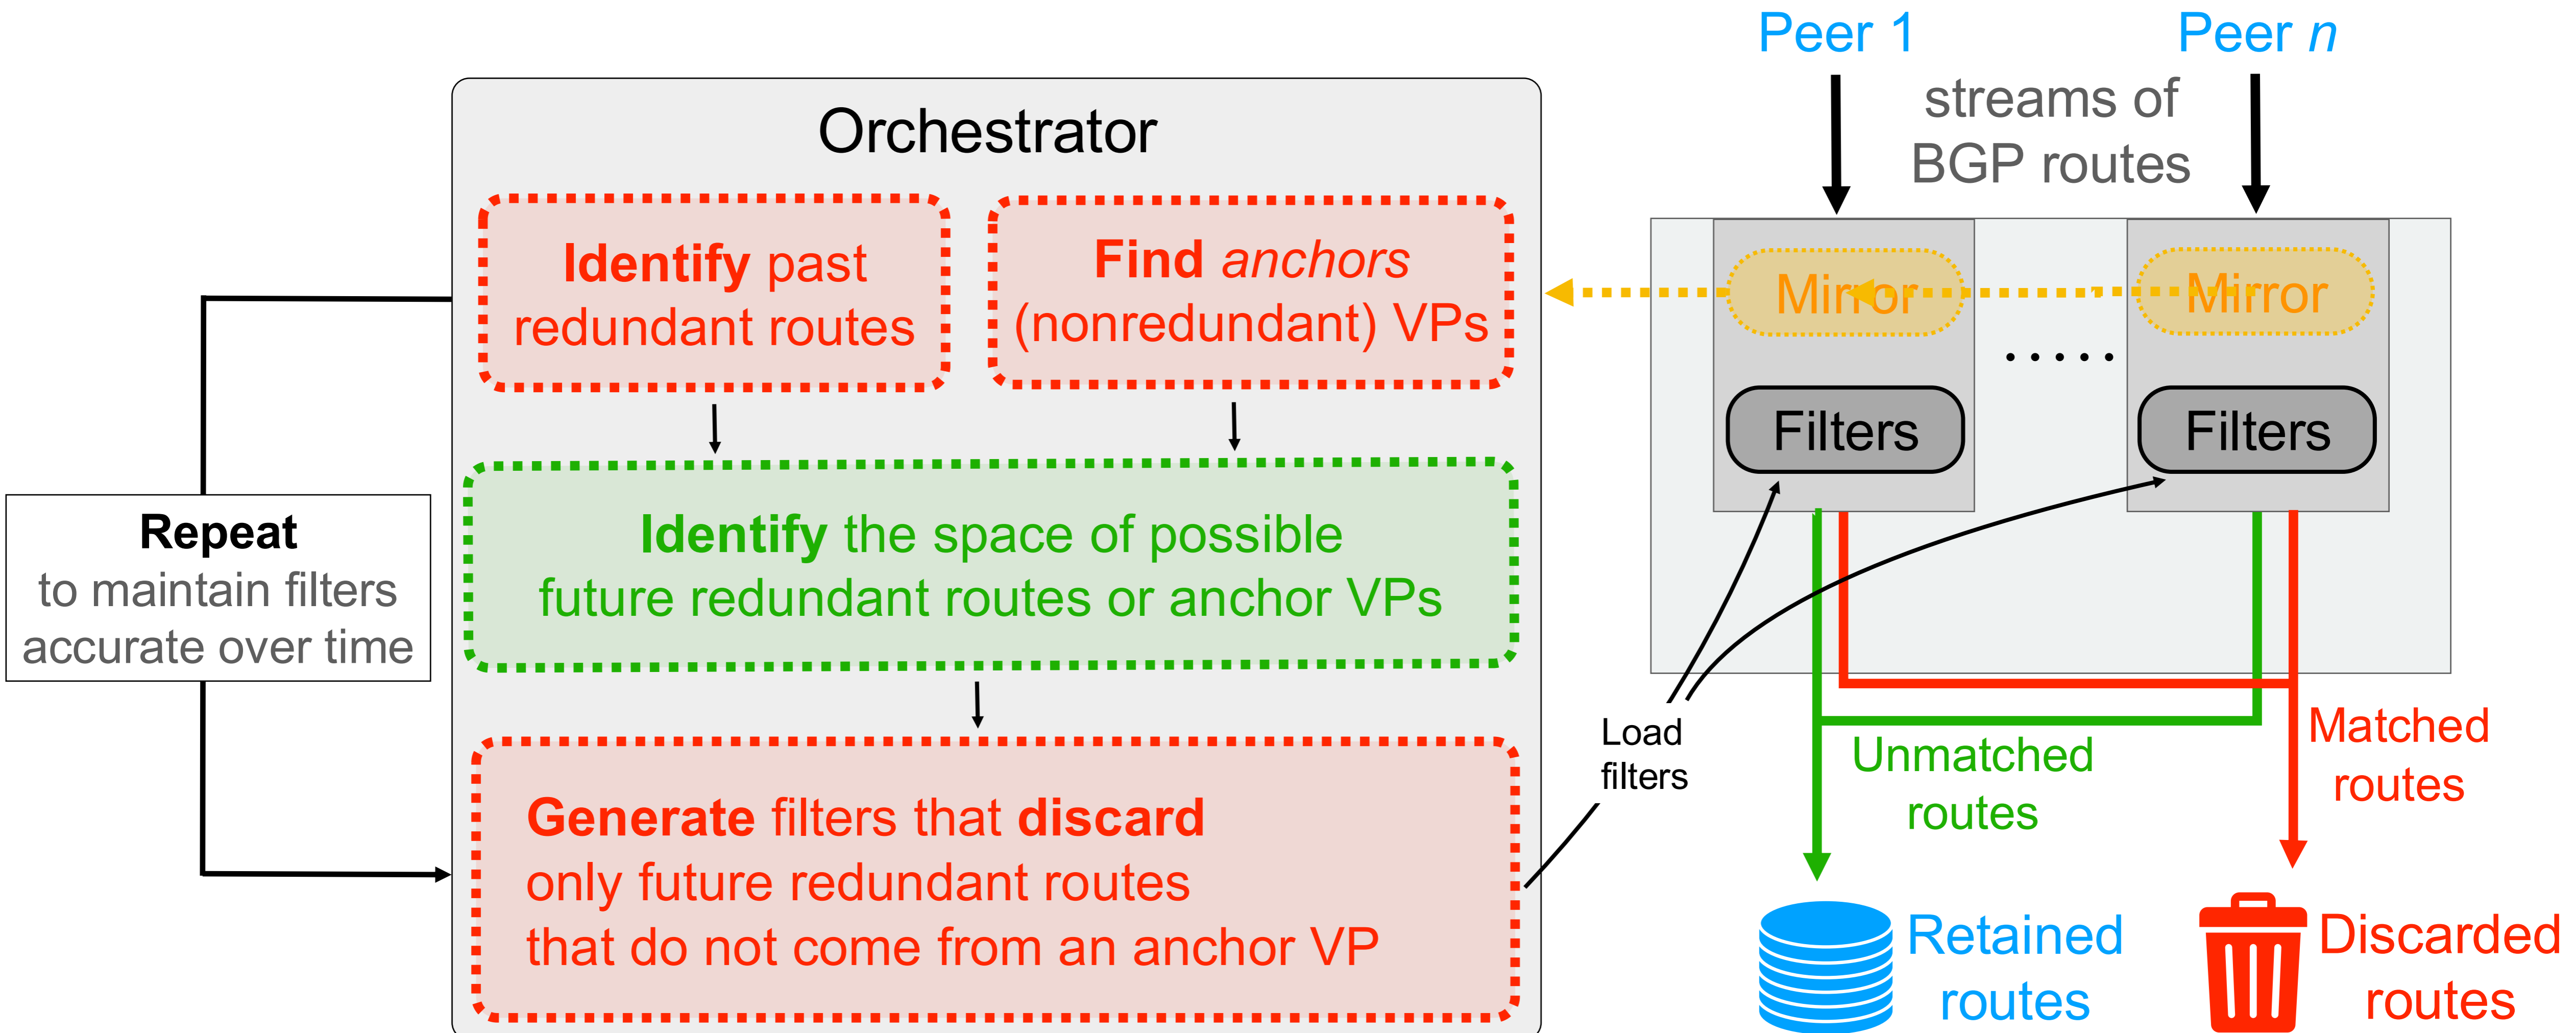 Orchestrator
Identify past
redundant routes
Find anchors
(nonredundant) VPs
Identify the space of possible
future redundant routes or anchor VPs
Generate filters that discard
only future redundant routes
that do not come from an anchor VP
Repeat
to maintain filters
accurate over time
Load
filters
Peer 1
Peer n
streams of
BGP routes
Mirror
Mirror
.....
Filters
Filters
Unmatched
routes
Matched
routes
Retained
routes
Discarded
routes